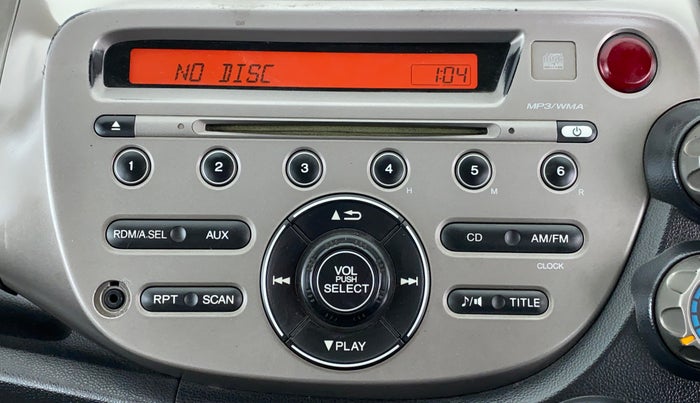 NO DISC 1:04
MP3/WMA
1 2 3 4 5 6
H M R
RDM/A.SEL AUX
CD AM/FM
CLOCK
VOL
PUSH
SELECT
RPT SCAN
TITLE
PLAY